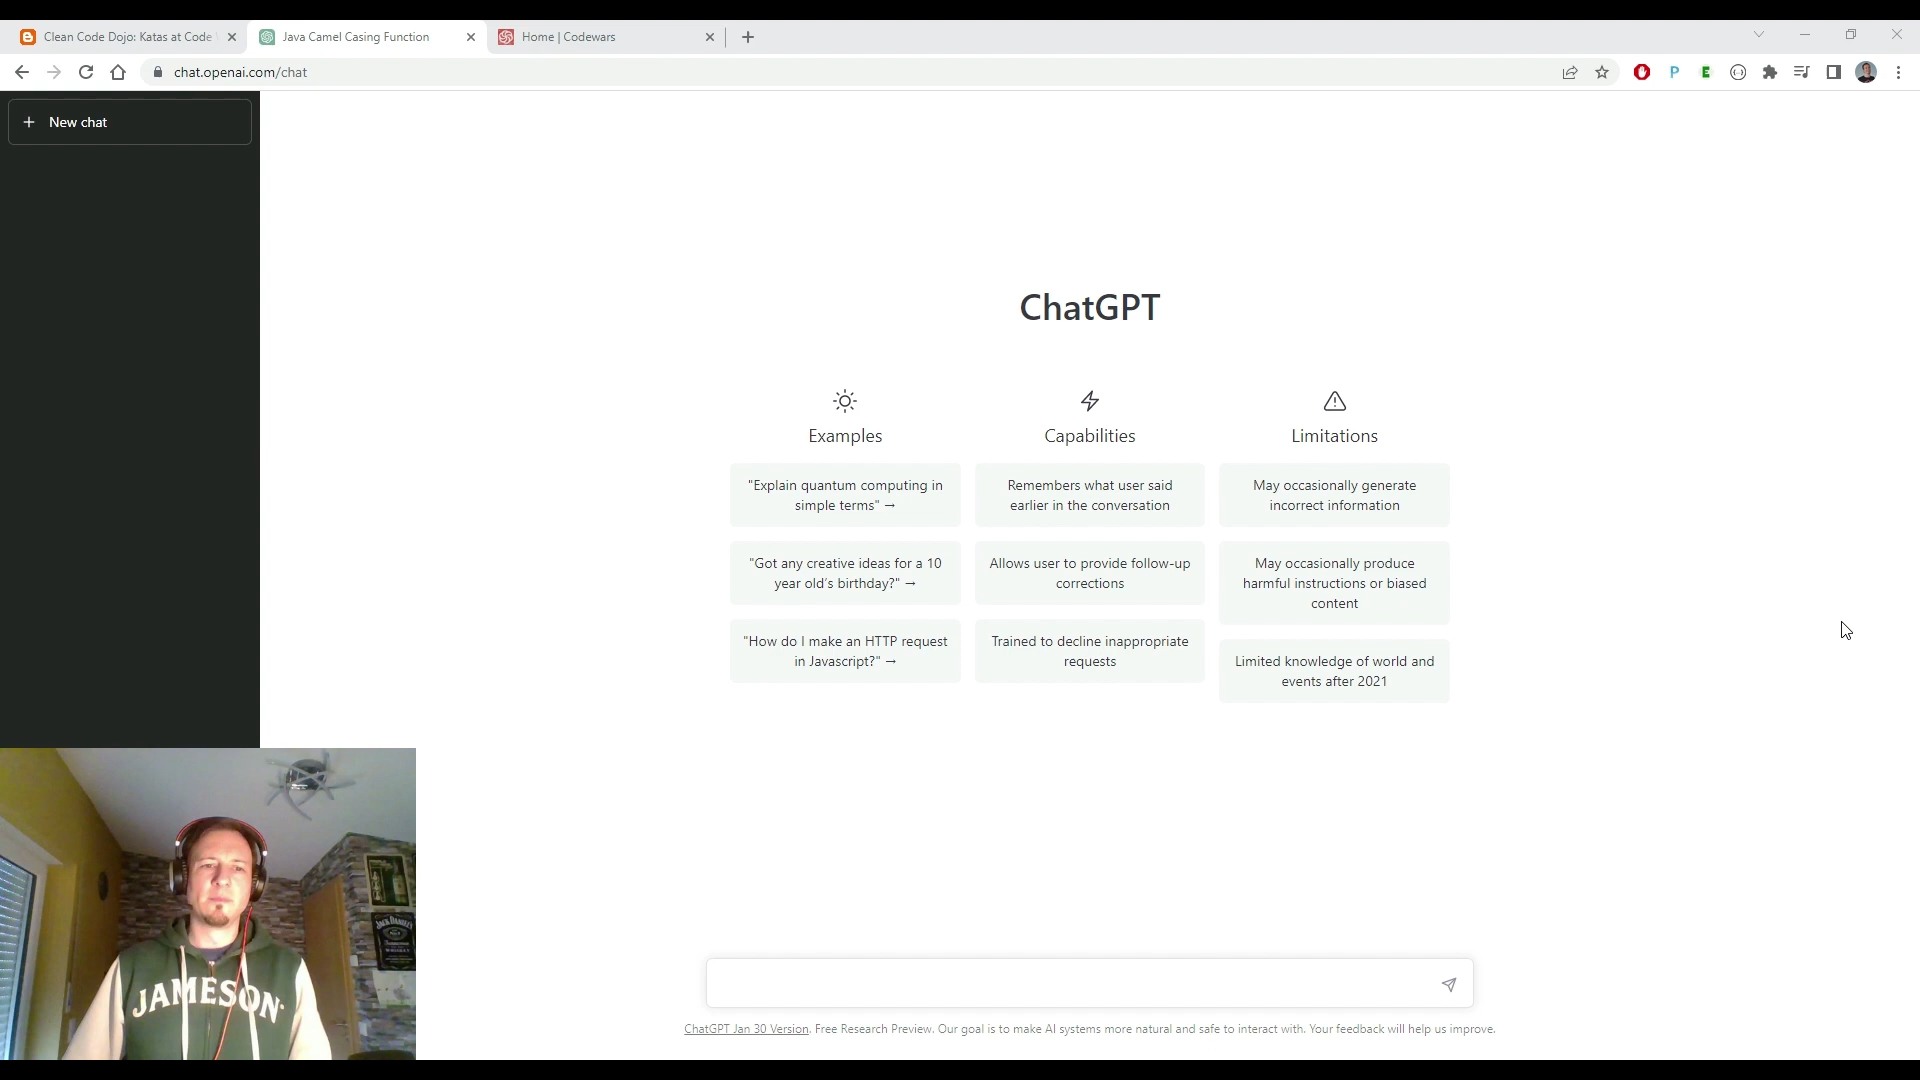 Clean Code Dojo: Katas at Code
Java Camel Casing Function
Home | Codewars
chat.openai.com/chat
New chat
ChatGPT
Examples
Capabilities
Limitations
"Explain quantum computing in
simple terms" →
Remembers what user said
earlier in the conversation
May occasionally generate
incorrect information
"Got any creative ideas for a 10
year old's birthday?" →
Allows user to provide follow-up
corrections
May occasionally produce
harmful instructions or biased
content
"How do I make an HTTP request
in Javascript?" →
Trained to decline inappropriate
requests
Limited knowledge of world and
events after 2021
JACK DANIEL'S
JAMESON
ChatGPT Jan 30 Version. Free Research Preview. Our goal is to make AI systems more natural and safe to interact with. Your feedback will help us improve.